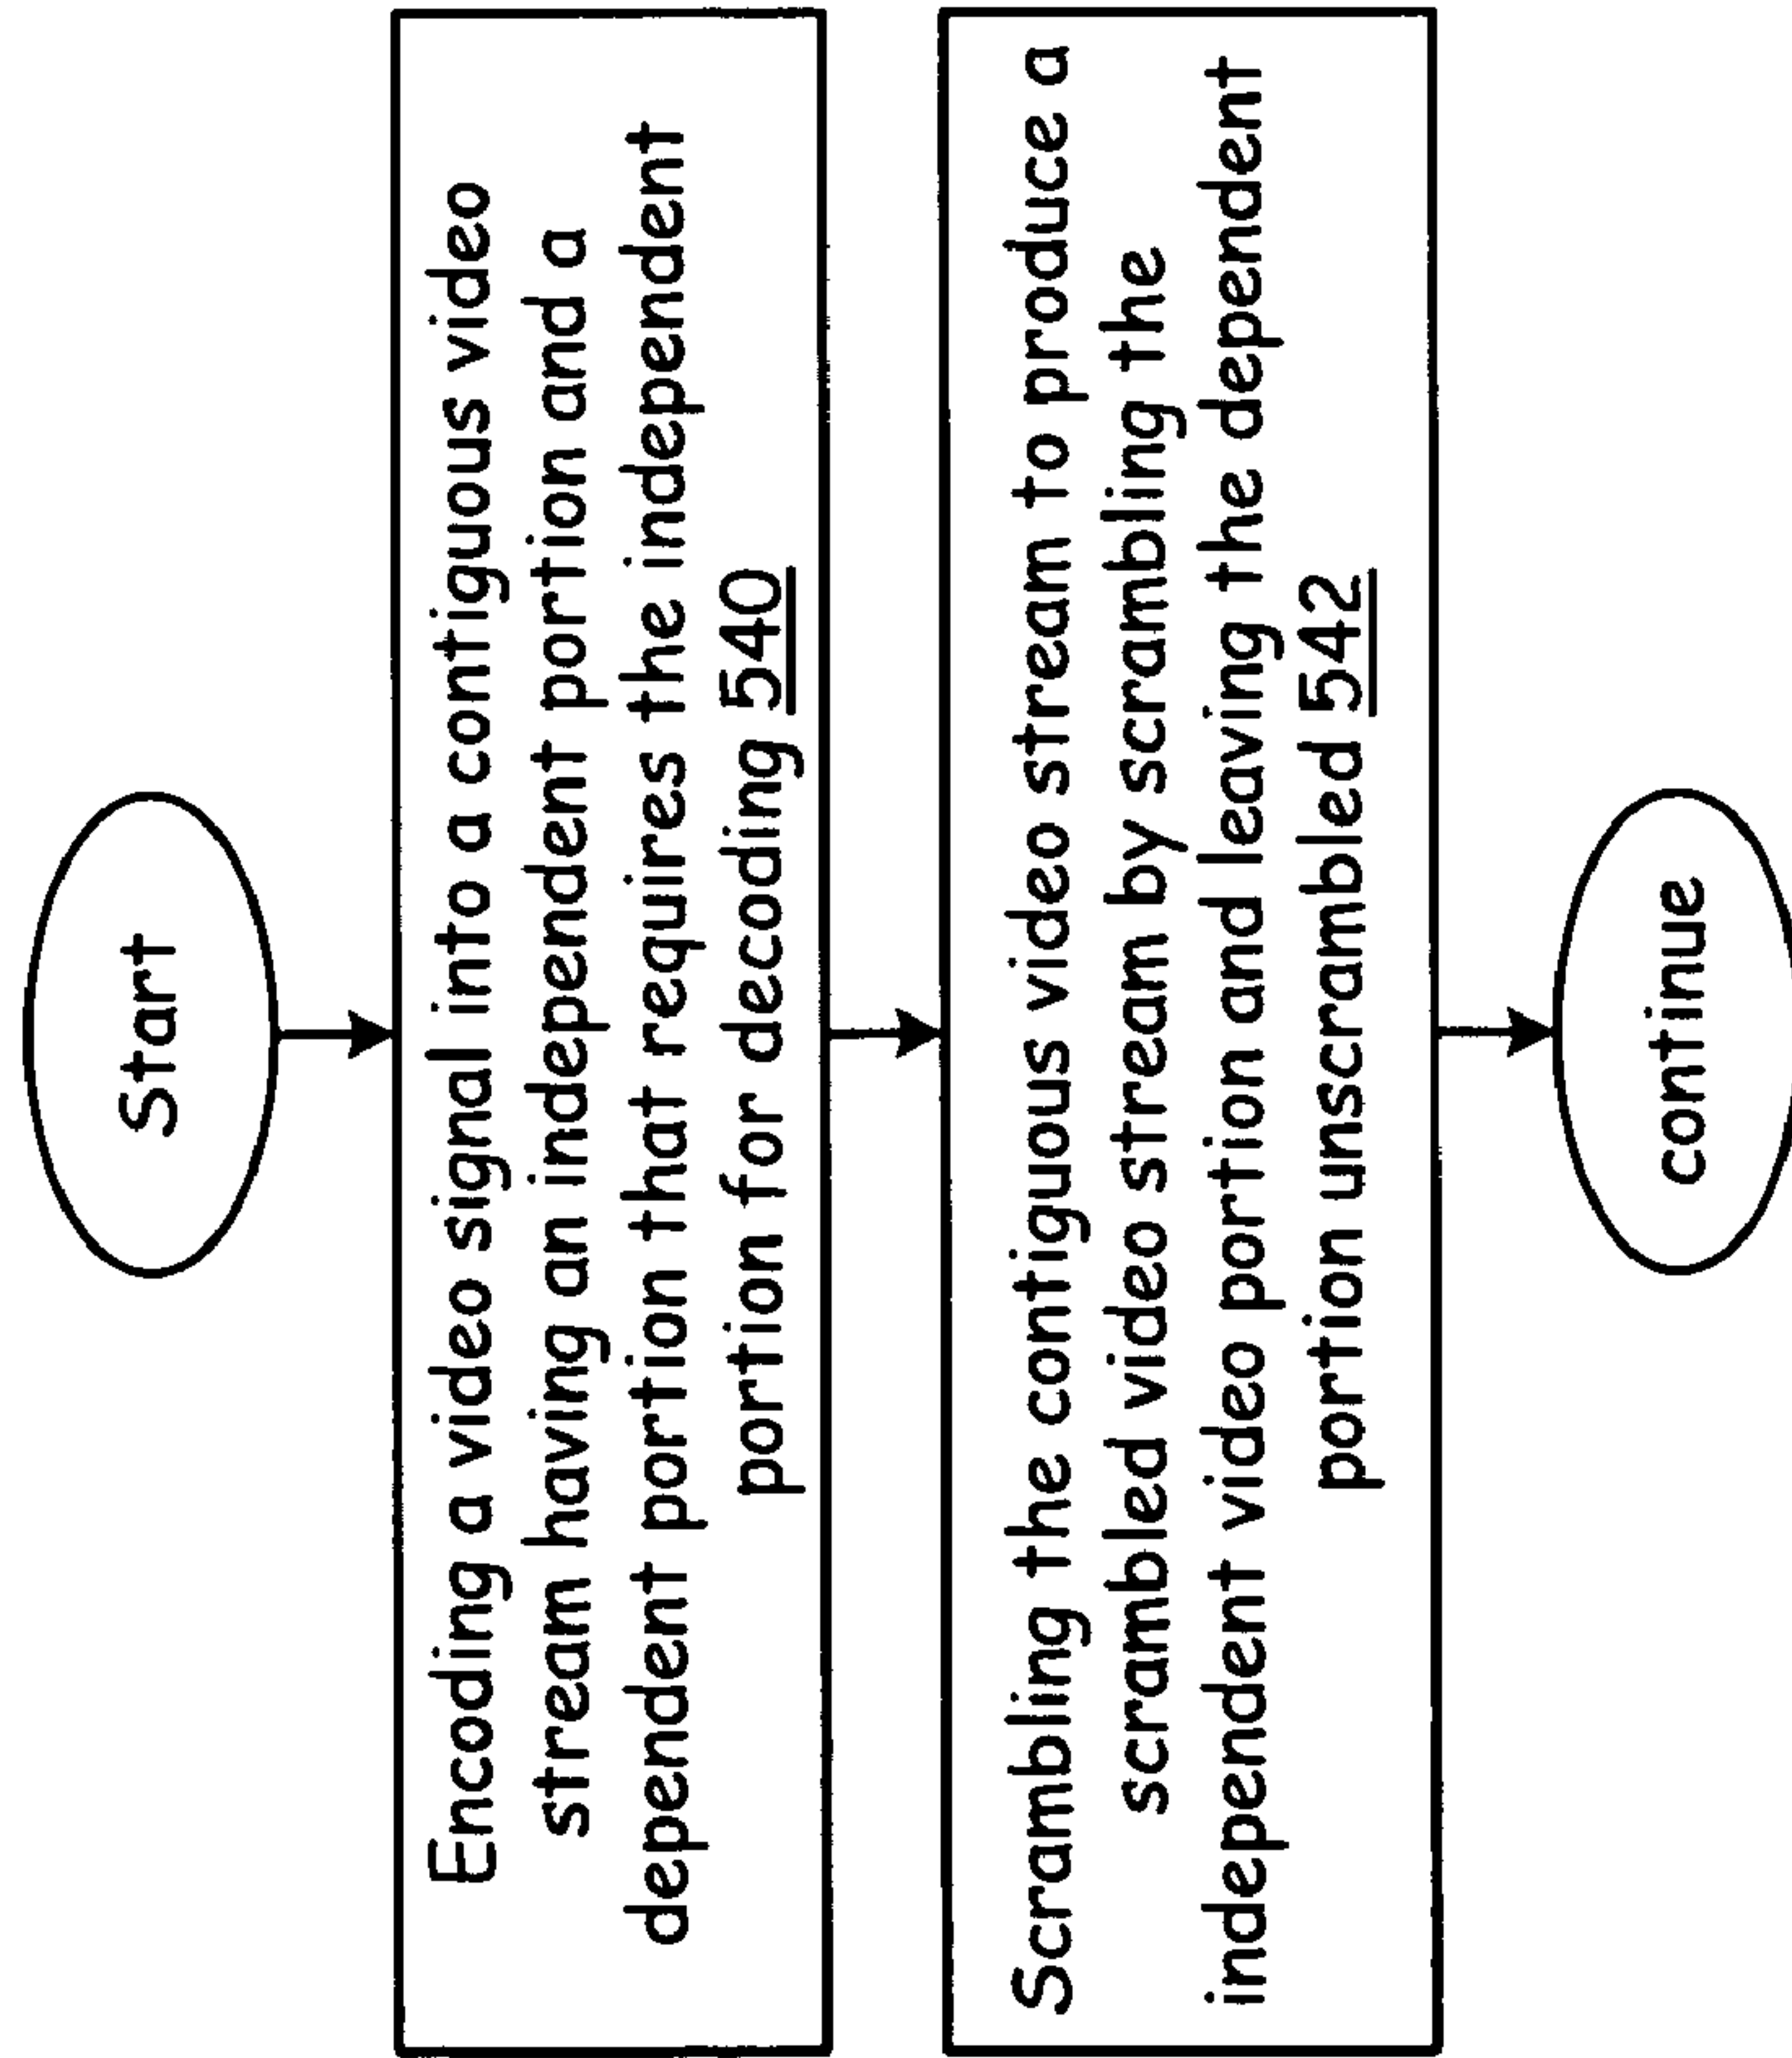 Start
Encoding a video signal into a contiguous video
stream having an independent portion and a
dependent portion that requires the independent
portion for decoding 540
Scrambling the contiguous video stream to produce a
scrambled video stream by scrambling the
independent video portion and leaving the dependent
portion unscrambled 542
continue